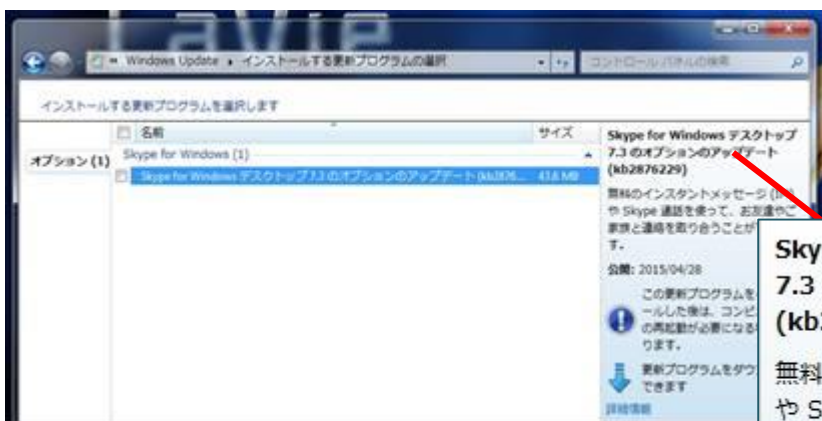 LaVie
Windows Update ▸ インストールする更新プログラムの選択
コントロール パネルの検索
インストールする更新プログラムを選択します
名前
サイズ
オプション (1)
Skype for Windows (1)
Skype for Windows デスクトップ 7.3 のオプションのアップデート (kb2876...
43.6 MB
Skype for Windows デスクトップ
7.3 のオプションのアップデート
(kb2876229)
無料のインスタントメッセージ (IM)
や Skype 通話を使って、お友達やご
家族と連絡を取り合うことが
す。
公開: 2015/04/28
この更新プログラムを
ールした後は、コンピ
の再起動が必要になる
ります。
更新プログラムをダウ
できます
詳細情報
Sky
7.3
(kb
無料
や S